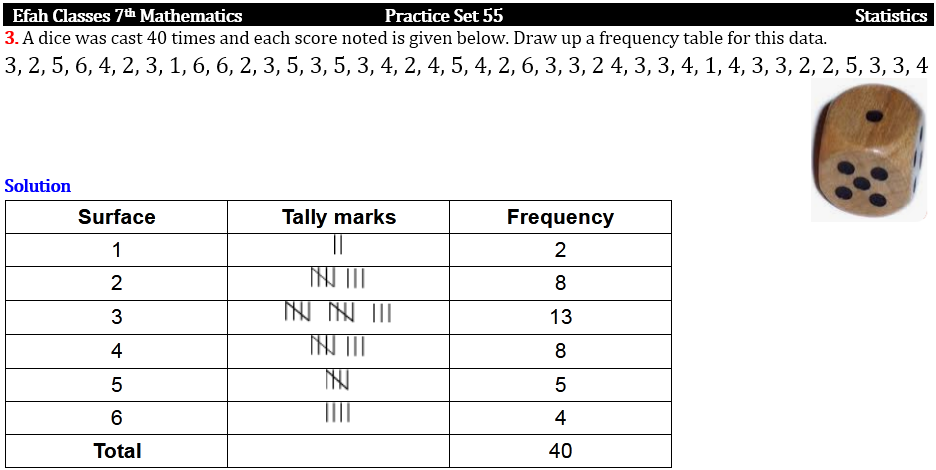 Efah Classes 7th Mathematics Practice Set 55 Statistics
3. A dice was cast 40 times and each score noted is given below. Draw up a frequency table for this data.
3, 2, 5, 6, 4, 2, 3, 1, 6, 6, 2, 3, 5, 3, 5, 3, 4, 2, 4, 5, 4, 2, 6, 3, 3, 2 4, 3, 3, 4, 1, 4, 3, 3, 2, 2, 5, 3, 3, 4
Solution
Surface Tally marks Frequency
1 || 2
2 𝍸 ||| 8
3 𝍸 𝍸 ||| 13
4 𝍸 ||| 8
5 𝍸 5
6 |||| 4
Total 40